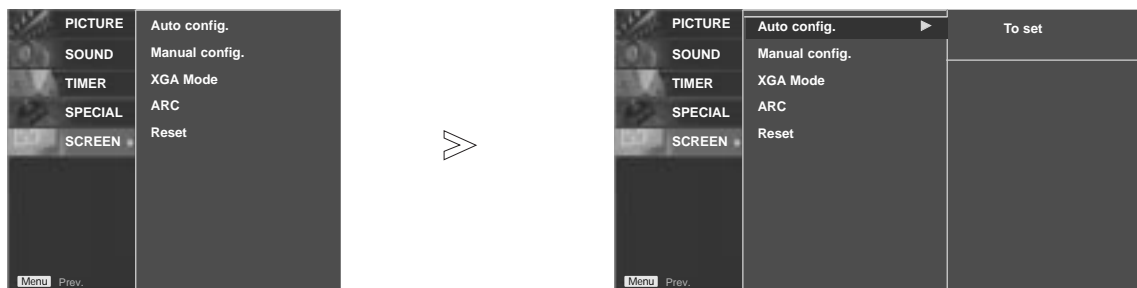 PICTURE
SOUND
TIMER
SPECIAL
SCREEN
Auto config.
Manual config.
XGA Mode
ARC
Reset
Menu Prev.
PICTURE
SOUND
TIMER
SPECIAL
SCREEN
Auto config. ►
Manual config.
XGA Mode
ARC
Reset
To set
Menu Prev.